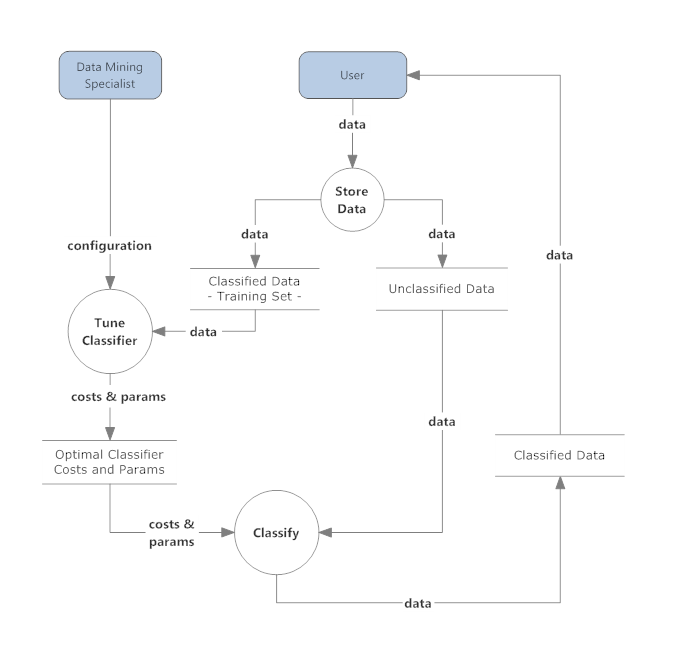 Data Mining
Specialist
User
data
Store
Data
data
data
configuration
data
Classified Data
- Training Set -
Unclassified Data
Tune
Classifier
data
costs & params
data
Optimal Classifier
Costs and Params
Classified Data
costs &
params
Classify
data